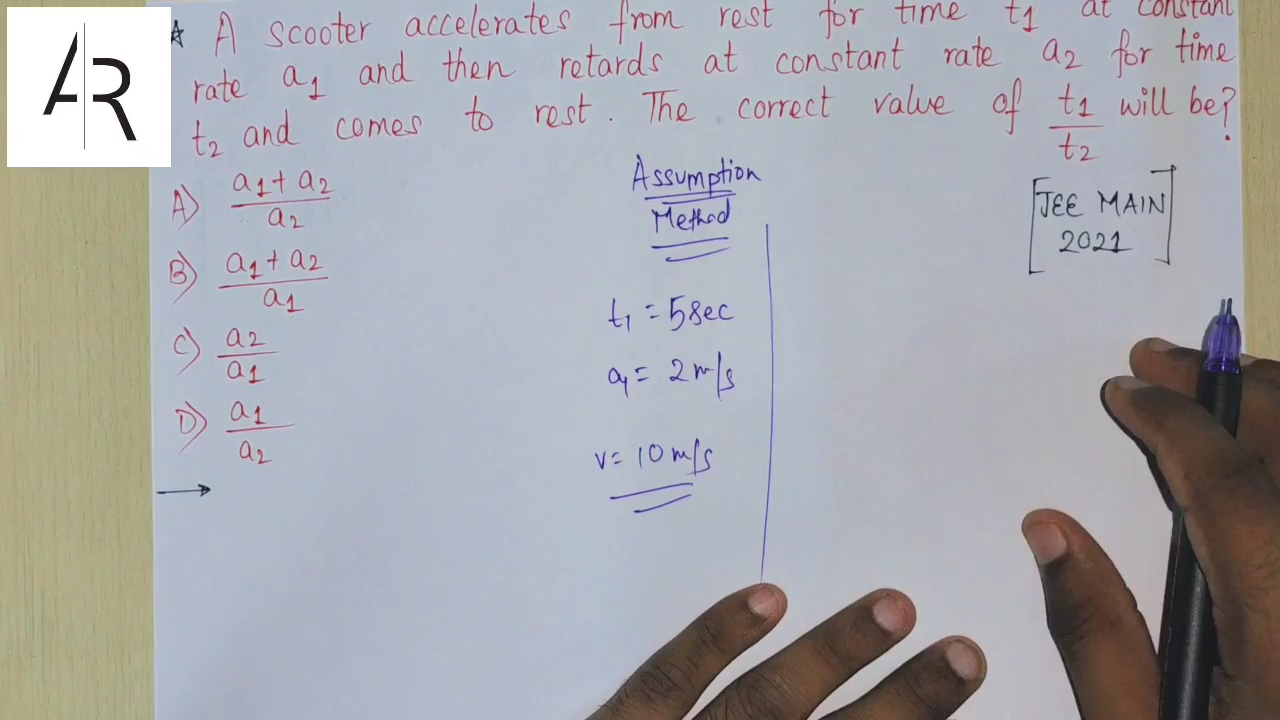 AR
A scooter accelerates from rest for time t1 at constant
rate a1 and then retards at constant rate a2 for time
t2 and comes to rest. The correct value of t1/t2 will be?
A) a1 + a2 / a2
B) a1 + a2 / a1
C) a2 / a1
D) a1 / a2
Assumption
Method
t1 = 5 sec
a1 = 2 m/s
v = 10 m/s
[JEE MAIN
2021]